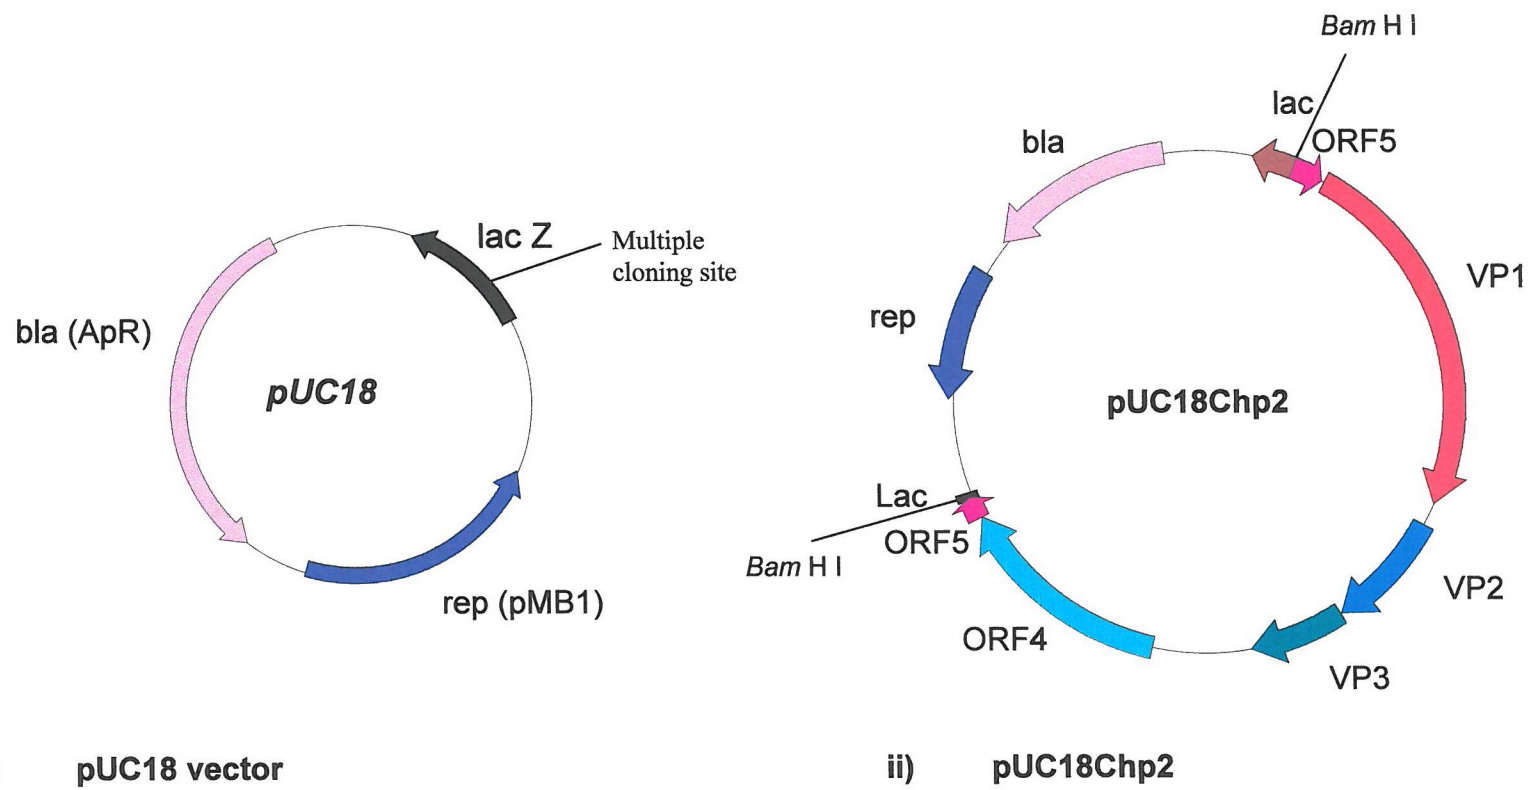 lac Z
Multiple
cloning site
bla (ApR)
pUC18
rep (pMB1)
pUC18 vector
Bam H I
lac
ORF5
bla
VP1
rep
pUC18Chp2
Lac
ORF5
Bam H I
VP2
ORF4
VP3
ii) pUC18Chp2